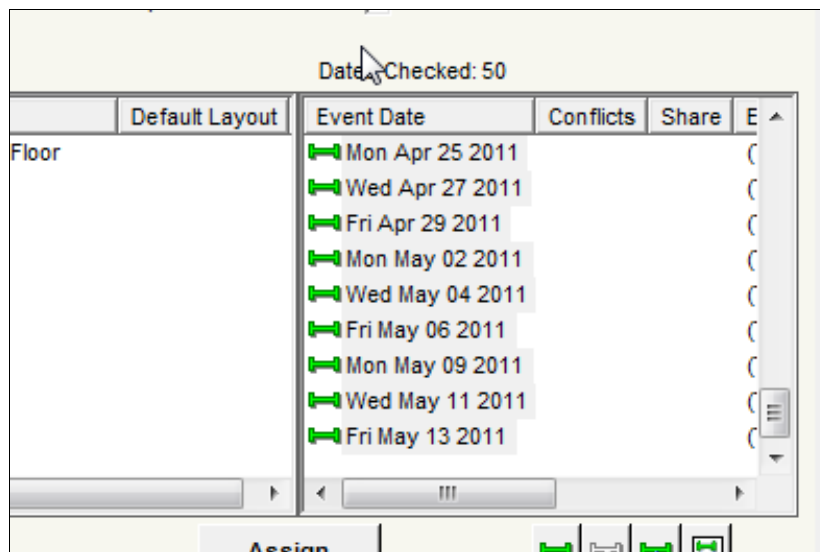 Dates Checked: 50
Default Layout Event Date Conflicts Share E
Floor Mon Apr 25 2011 (
Wed Apr 27 2011 (
Fri Apr 29 2011 (
Mon May 02 2011 (
Wed May 04 2011 (
Fri May 06 2011 (
Mon May 09 2011 (
Wed May 11 2011 (
Fri May 13 2011 (
Assign